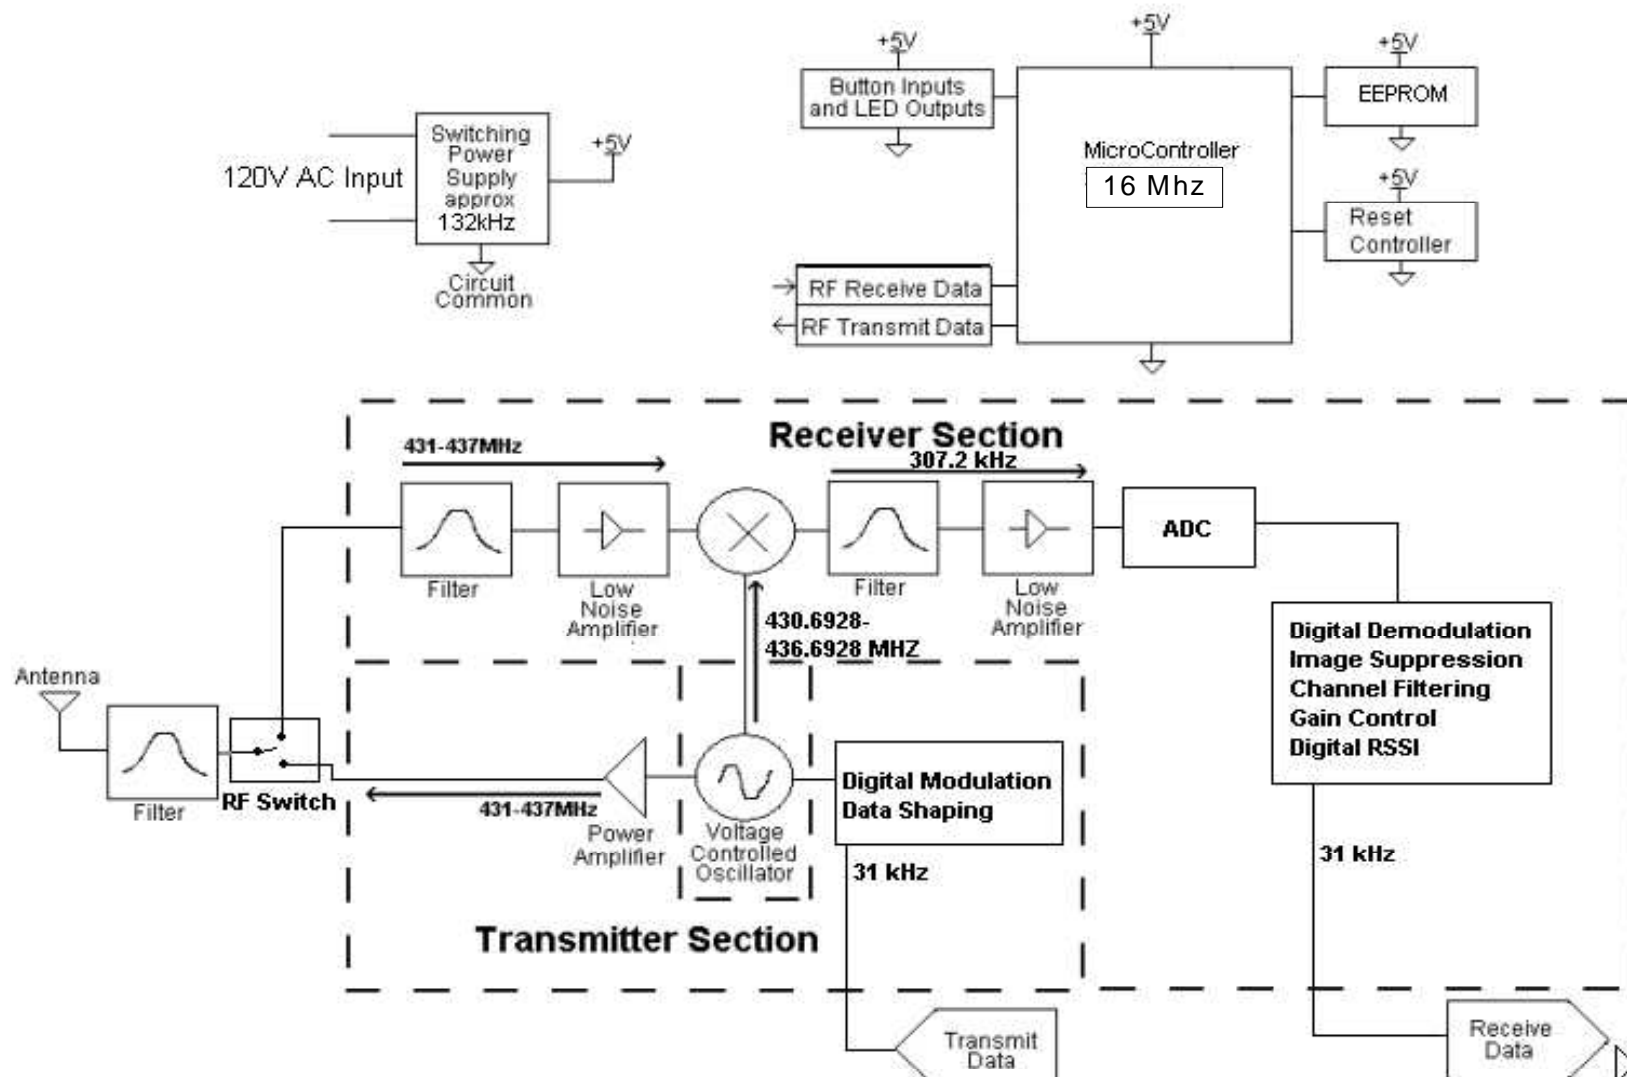 +5V
+5V
+5V
Button Inputs
and LED Outputs
EEPROM
Switching
Power
Supply
approx
132kHz
+5V
120V AC Input
MicroController
16 Mhz
+5V
Reset
Controller
Circuit
Common
RF Receive Data
RF Transmit Data
Receiver Section
431-437MHz
307.2 kHz
ADC
Filter
Low
Noise
Amplifier
Filter
Low
Noise
Amplifier
430.6928-
436.6928 MHZ
Digital Demodulation
Image Suppression
Channel Filtering
Gain Control
Digital RSSI
Antenna
Filter
RF Switch
431-437MHz
Power
Amplifier
Voltage
Controlled
Oscillator
Digital Modulation
Data Shaping
31 kHz
31 kHz
Transmitter Section
Transmit
Data
Receive
Data